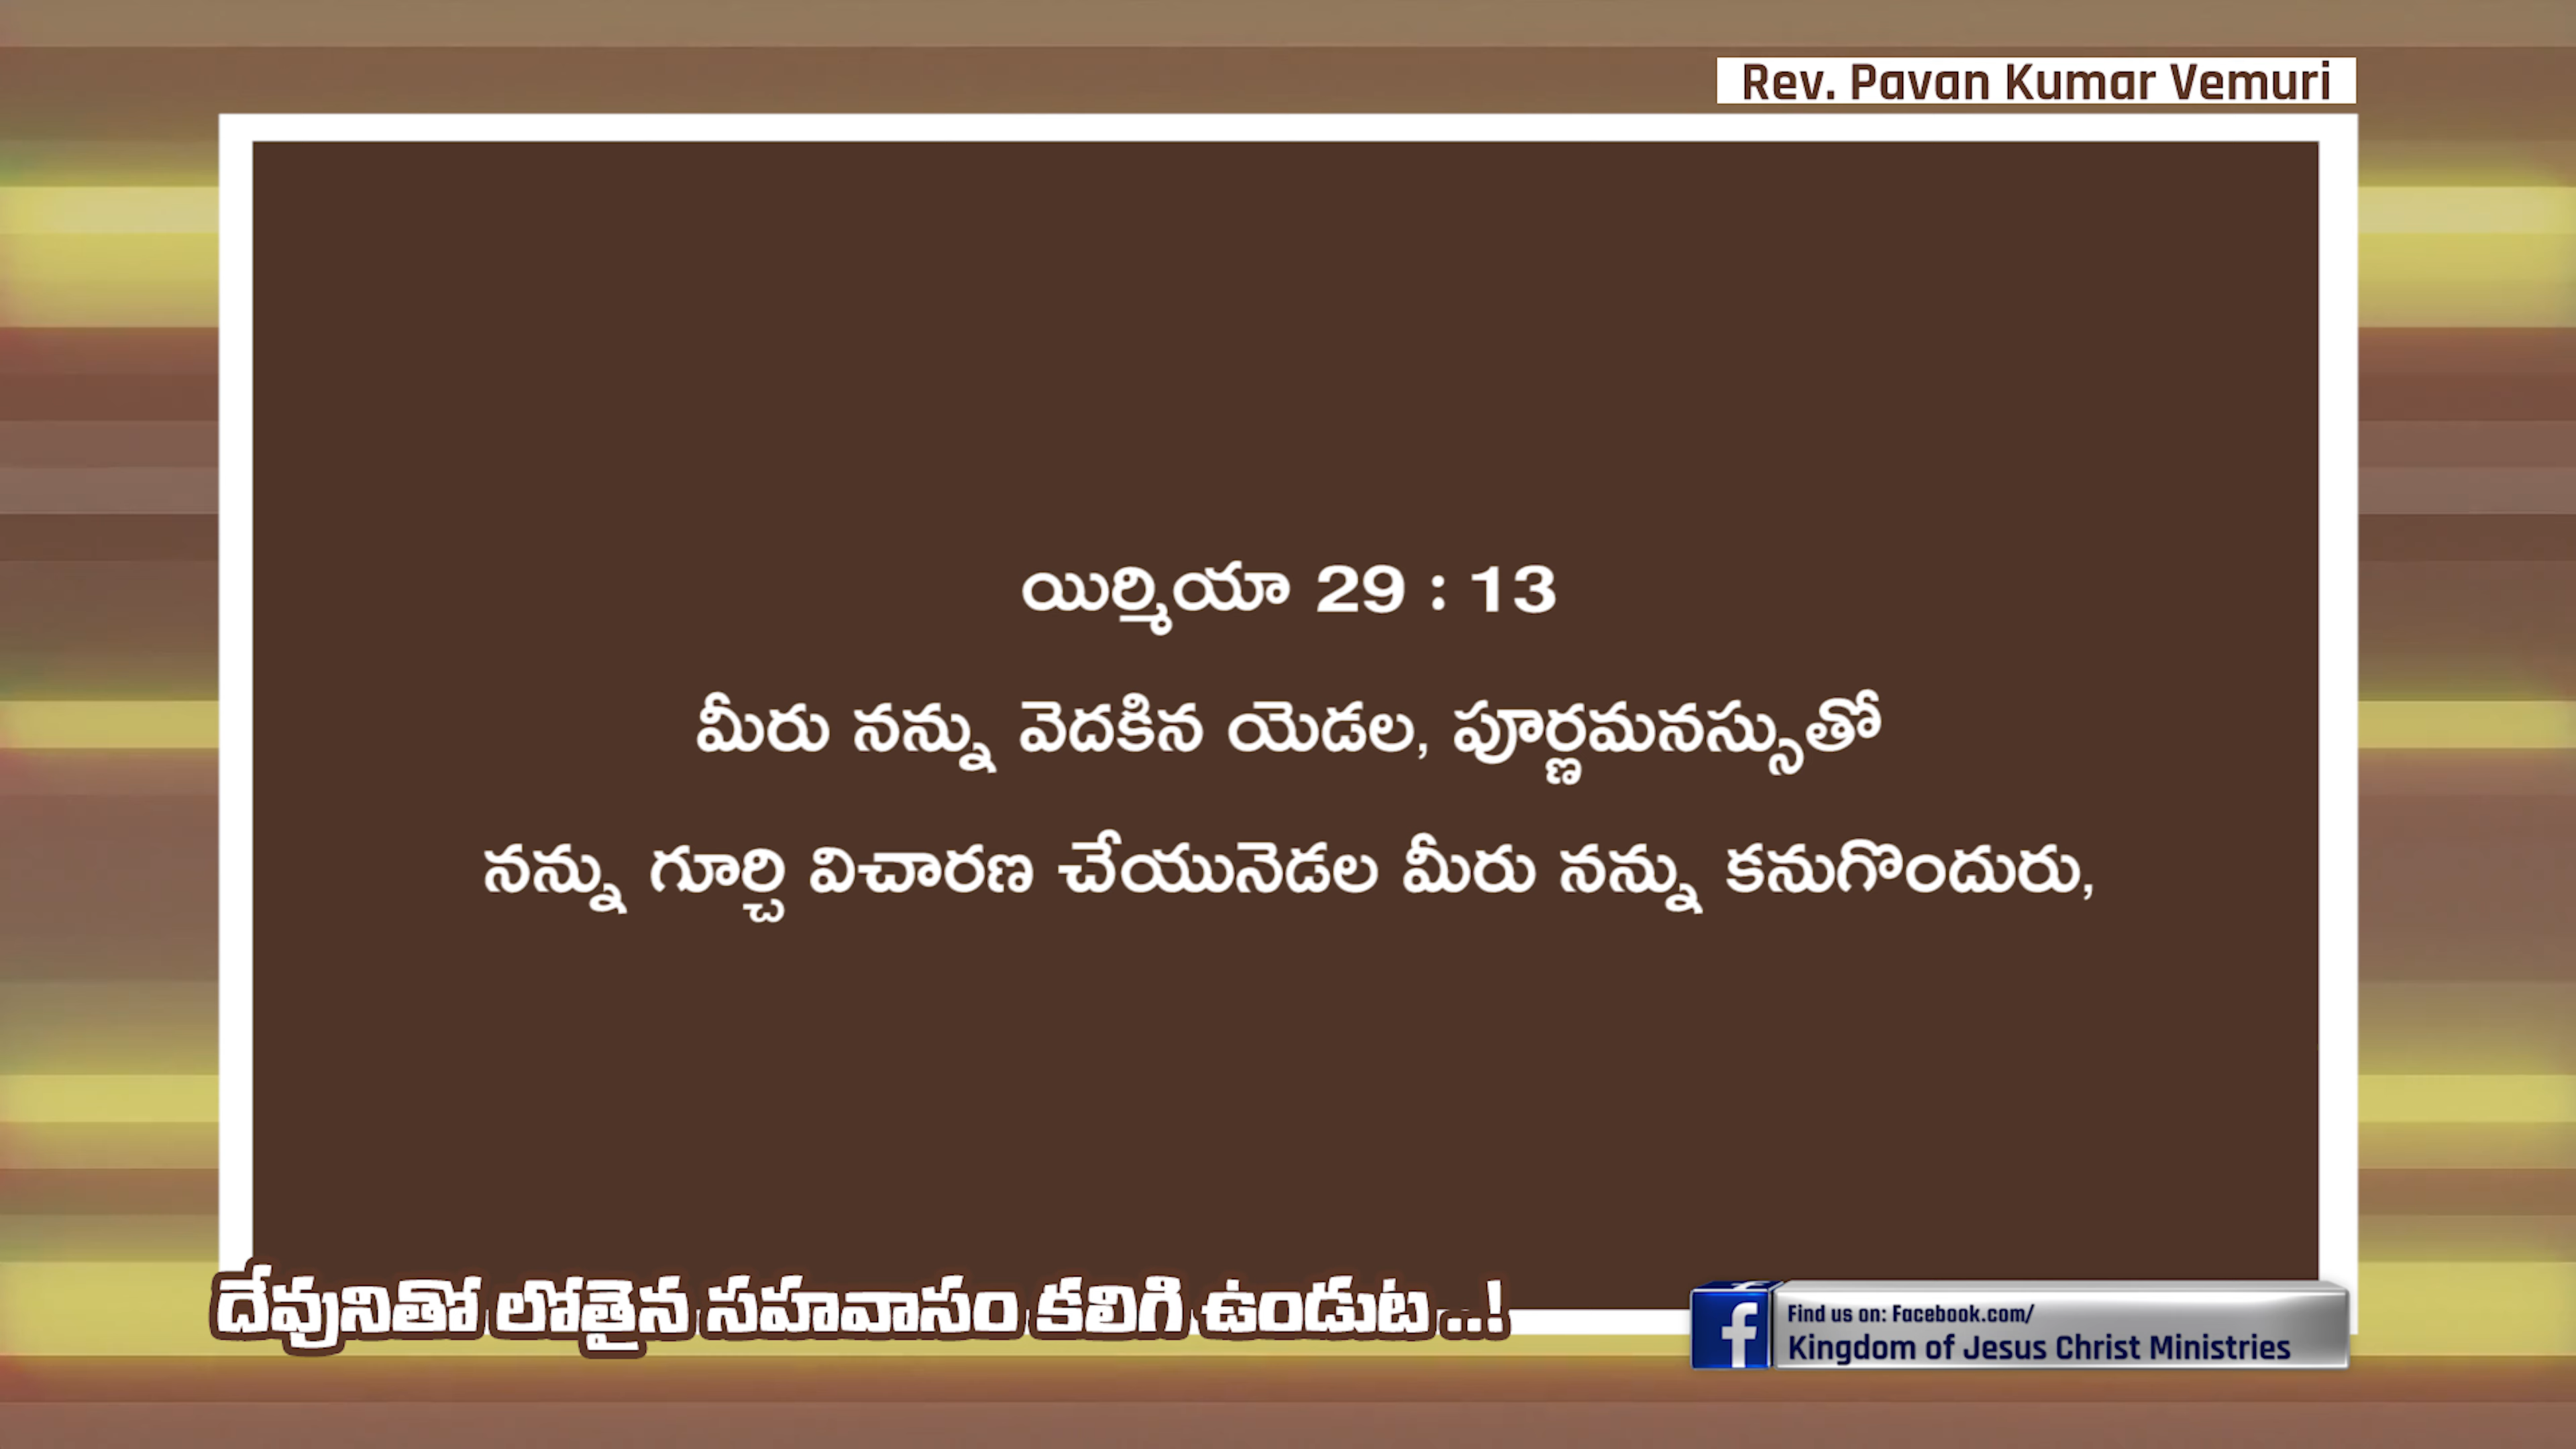 Rev. Pavan Kumar Vemuri
యిర్మియా 29 : 13
మీరు నన్ను వెదకిన యెడల, పూర్ణమనస్సుతో
నన్ను గూర్చి విచారణ చేయునెడల మీరు నన్ను కనుగొందురు,
దేవునితో లోతైన సహవాసం కలిగి ఉండుట ..!
Find us on: Facebook.com/
Kingdom of Jesus Christ Ministries